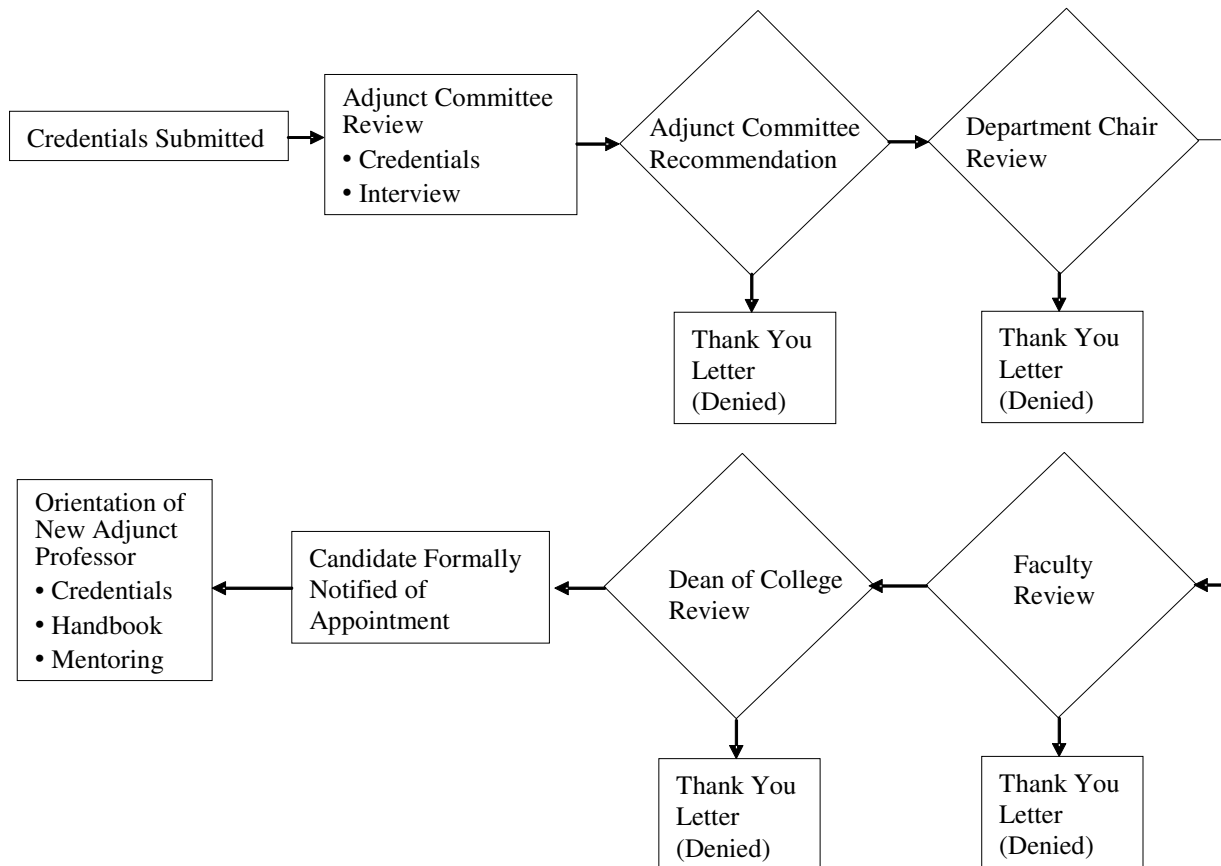 Credentials Submitted
Adjunct Committee
Review
• Credentials
• Interview
Adjunct Committee
Recommendation
Department Chair
Review
Thank You
Letter
(Denied)
Thank You
Letter
(Denied)
Faculty
Review
Dean of College
Review
Candidate Formally
Notified of
Appointment
Orientation of
New Adjunct
Professor
• Credentials
• Handbook
• Mentoring
Thank You
Letter
(Denied)
Thank You
Letter
(Denied)